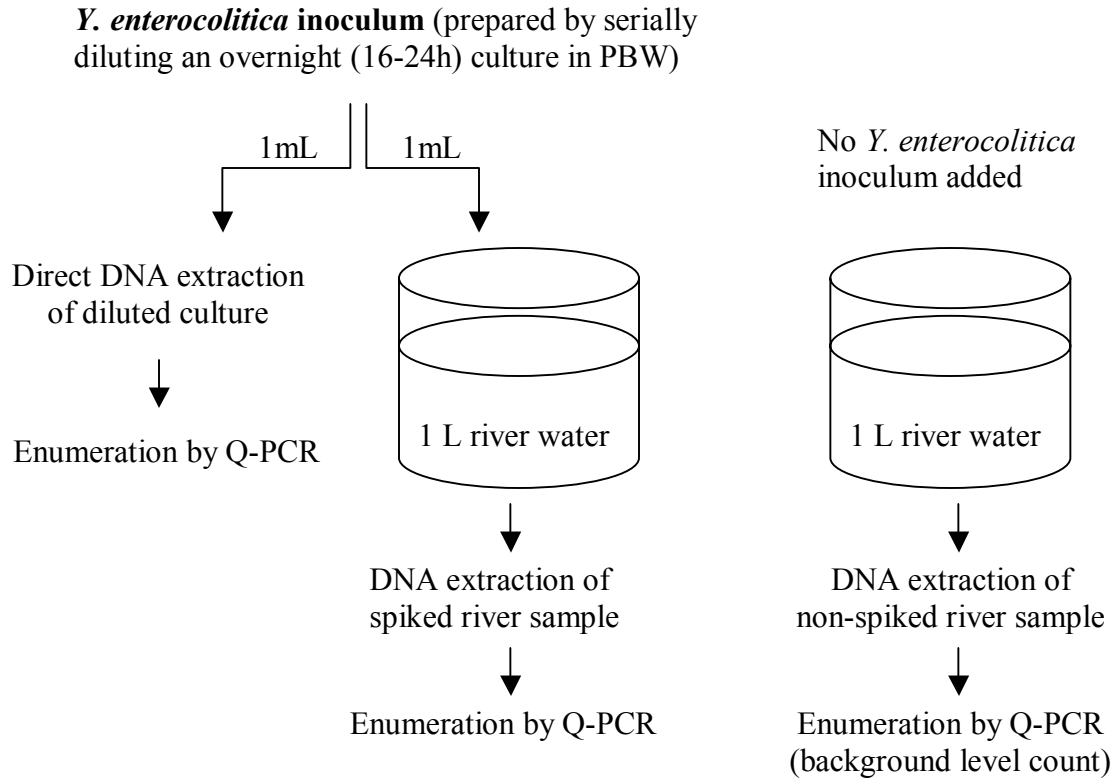 Y. enterocolitica inoculum (prepared by serially
diluting an overnight (16-24h) culture in PBW)
1mL
1mL
No Y. enterocolitica
inoculum added
Direct DNA extraction
of diluted culture
Enumeration by Q-PCR
1 L river water
DNA extraction of
spiked river sample
Enumeration by Q-PCR
1 L river water
DNA extraction of
non-spiked river sample
Enumeration by Q-PCR
(background level count)